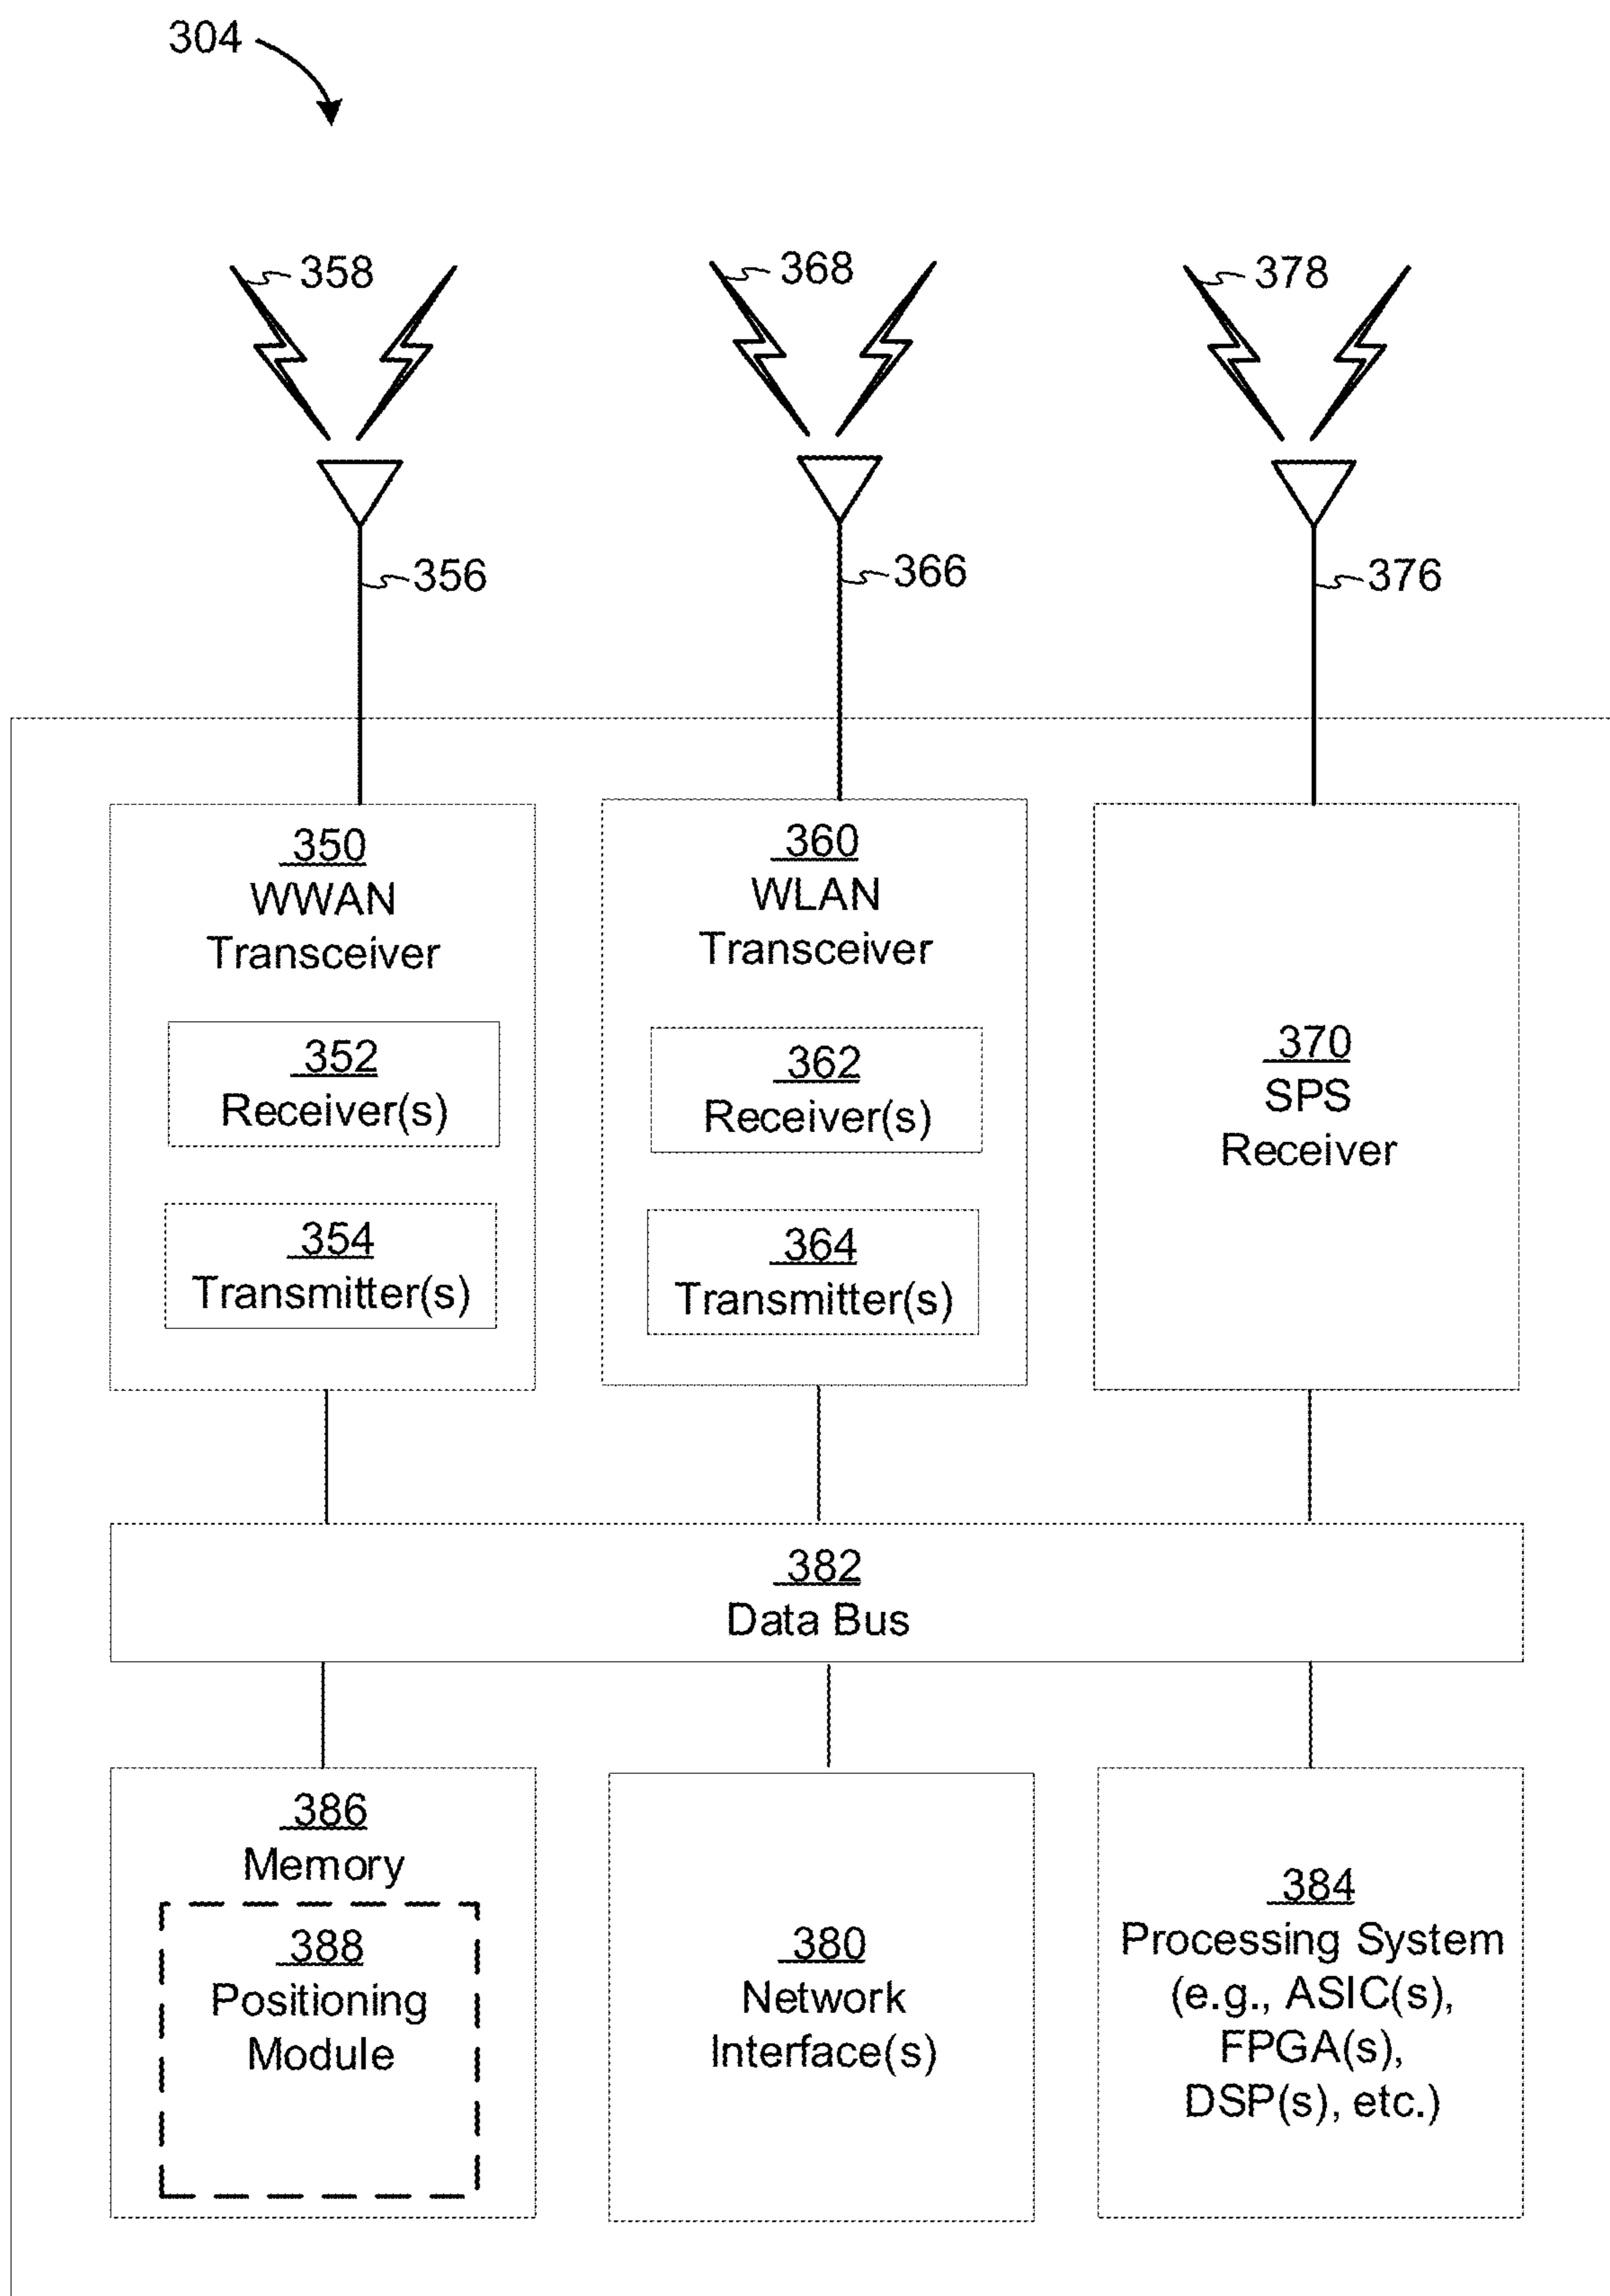 304
358
368
378
356
366
376
350
WWAN
Transceiver
352
Receiver(s)
354
Transmitter(s)
360
WLAN
Transceiver
362
Receiver(s)
364
Transmitter(s)
370
SPS
Receiver
382
Data Bus
386
Memory
388
Positioning
Module
380
Network
Interface(s)
384
Processing System
(e.g., ASIC(s),
FPGA(s),
DSP(s), etc.)